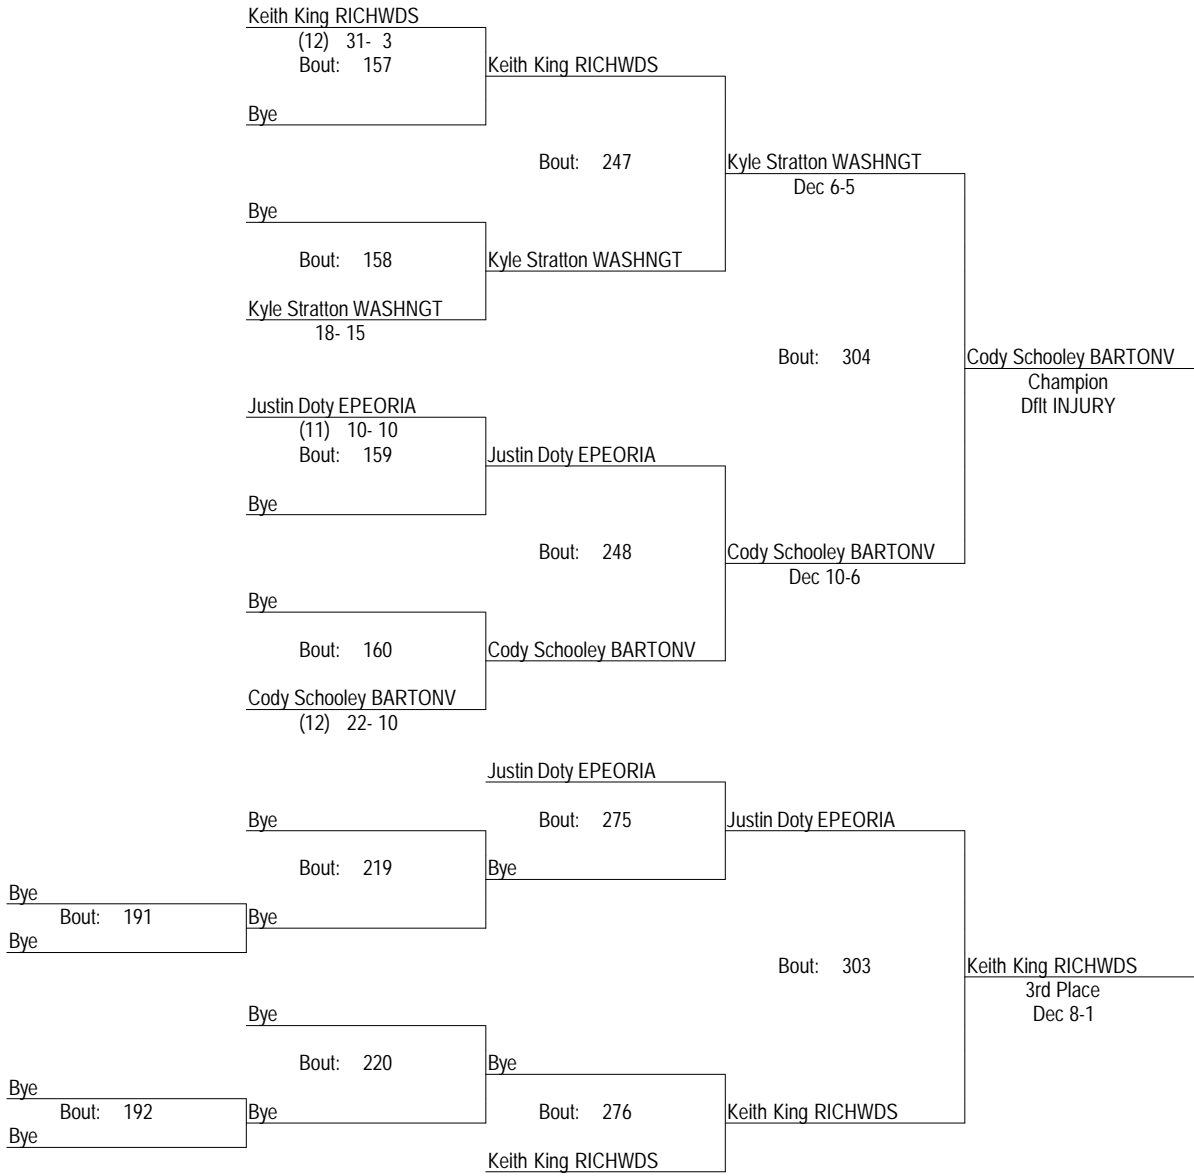 Keith King RICHWDS
(12) 31- 3
Bout: 157
Keith King RICHWDS
Bye
Bout: 247
Kyle Stratton WASHNGT
Dec 6-5
Bye
Bout: 158
Kyle Stratton WASHNGT
Kyle Stratton WASHNGT
18- 15
Bout: 304
Cody Schooley BARTONV
Champion
Dflt INJURY
Justin Doty EPEORIA
(11) 10- 10
Bout: 159
Justin Doty EPEORIA
Bye
Bout: 248
Cody Schooley BARTONV
Dec 10-6
Bye
Bout: 160
Cody Schooley BARTONV
Cody Schooley BARTONV
(12) 22- 10
Justin Doty EPEORIA
Bye
Bout: 275
Justin Doty EPEORIA
Bout: 219
Bye
Bye
Bout: 191
Bye
Bye
Bout: 303
Keith King RICHWDS
3rd Place
Dec 8-1
Bye
Bout: 220
Bye
Bye
Bout: 192
Bye
Bout: 276
Keith King RICHWDS
Bye
Keith King RICHWDS